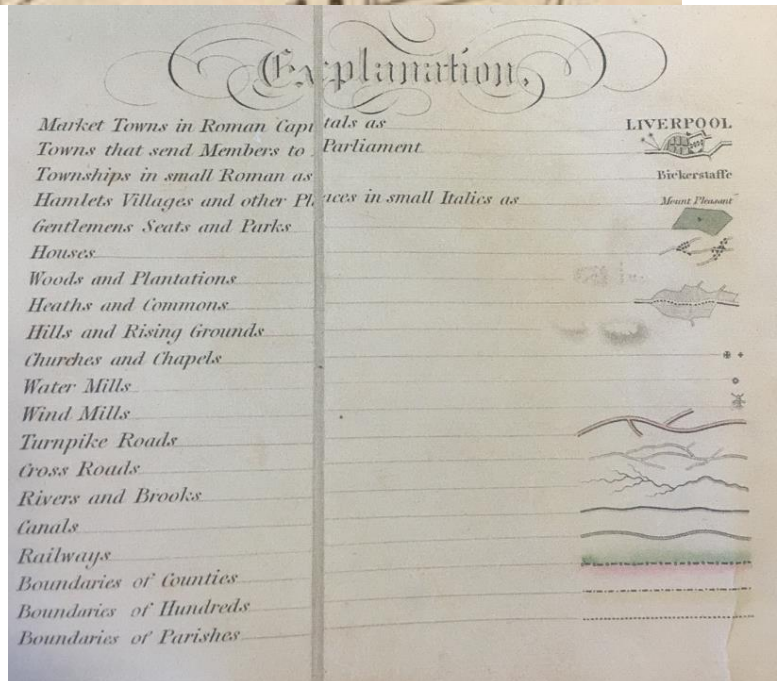 Explanation.
Market Towns in Roman Capitals as LIVERPOOL
Towns that send Members to Parliament
Townships in small Roman as Bickerstaffe
Hamlets Villages and other Places in small Italics as Mount Pleasant
Gentlemens Seats and Parks
Houses
Woods and Plantations
Heaths and Commons
Hills and Rising Grounds
Churches and Chapels
Water Mills
Wind Mills
Turnpike Roads
Cross Roads
Rivers and Brooks
Canals
Railways
Boundaries of Counties
Boundaries of Hundreds
Boundaries of Parishes